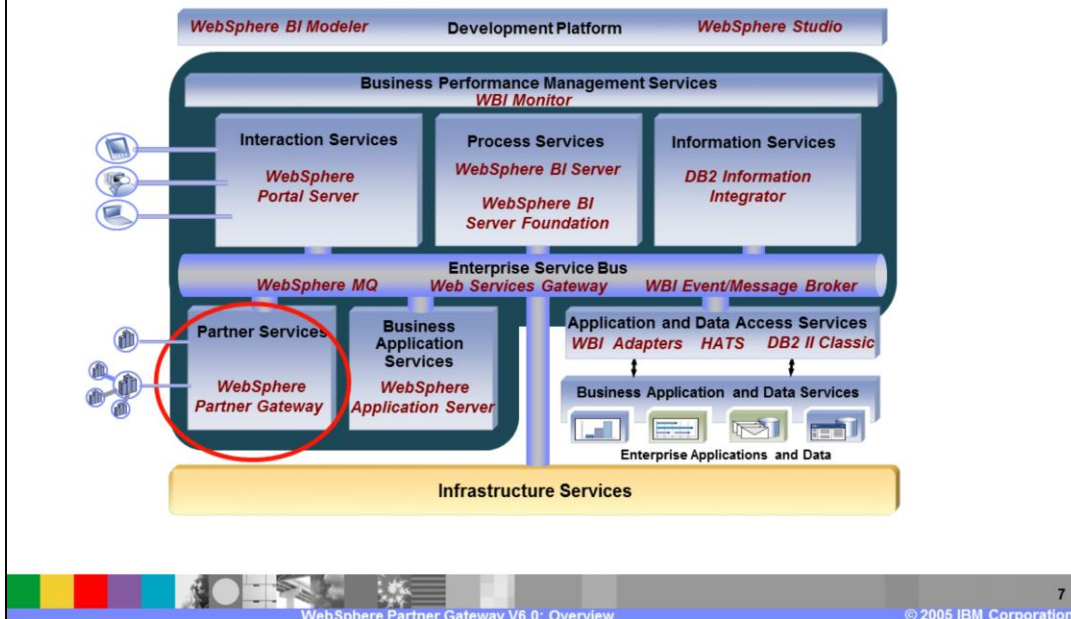 WebSphere BI Modeler Development Platform WebSphere Studio
Business Performance Management Services
WBI Monitor
Interaction Services
WebSphere
Portal Server
Process Services
WebSphere BI Server
WebSphere BI
Server Foundation
Information Services
DB2 Information
Integrator
Enterprise Service Bus
WebSphere MQ Web Services Gateway WBI Event/Message Broker
Partner Services
WebSphere
Partner Gateway
Business
Application
Services
WebSphere
Application Server
Application and Data Access Services
WBI Adapters HATS DB2 II Classic
Business Application and Data Services
Enterprise Applications and Data
Infrastructure Services
7
WebSphere Partner Gateway V6.0: Overview © 2005 IBM Corporation